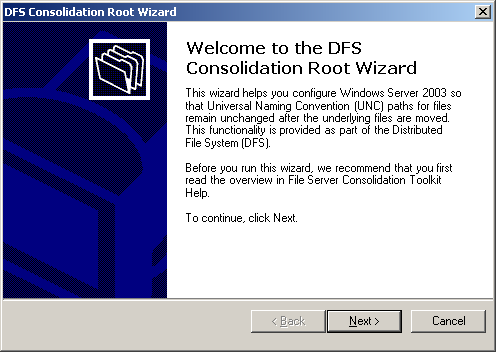 DFS Consolidation Root Wizard
Welcome to the DFS
Consolidation Root Wizard
This wizard helps you configure Windows Server 2003 so
that Universal Naming Convention (UNC) paths for files
remain unchanged after the underlying files are moved.
This functionality is provided as part of the Distributed
File System (DFS).
Before you run this wizard, we recommend that you first
read the overview in File Server Consolidation Toolkit
Help.
To continue, click Next.
< Back
Next >
Cancel